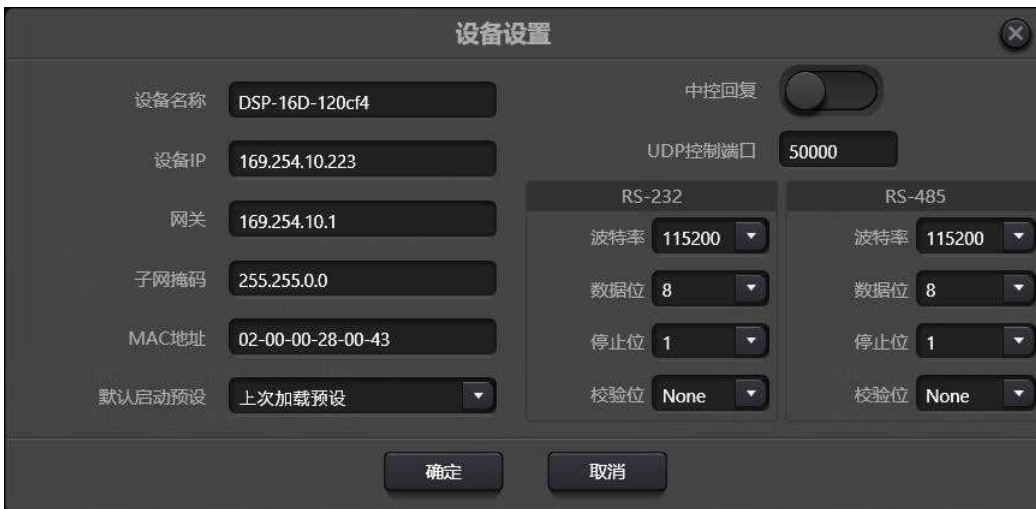 设备设置
设备名称 DSP-16D-120cf4
设备IP 169.254.10.223
网关 169.254.10.1
子网掩码 255.255.0.0
MAC地址 02-00-00-28-00-43
默认启动预设 上次加载预设
中控回复
UDP控制端口 50000
RS-232
波特率 115200
数据位 8
停止位 1
校验位 None
RS-485
波特率 115200
数据位 8
停止位 1
校验位 None
确定 取消